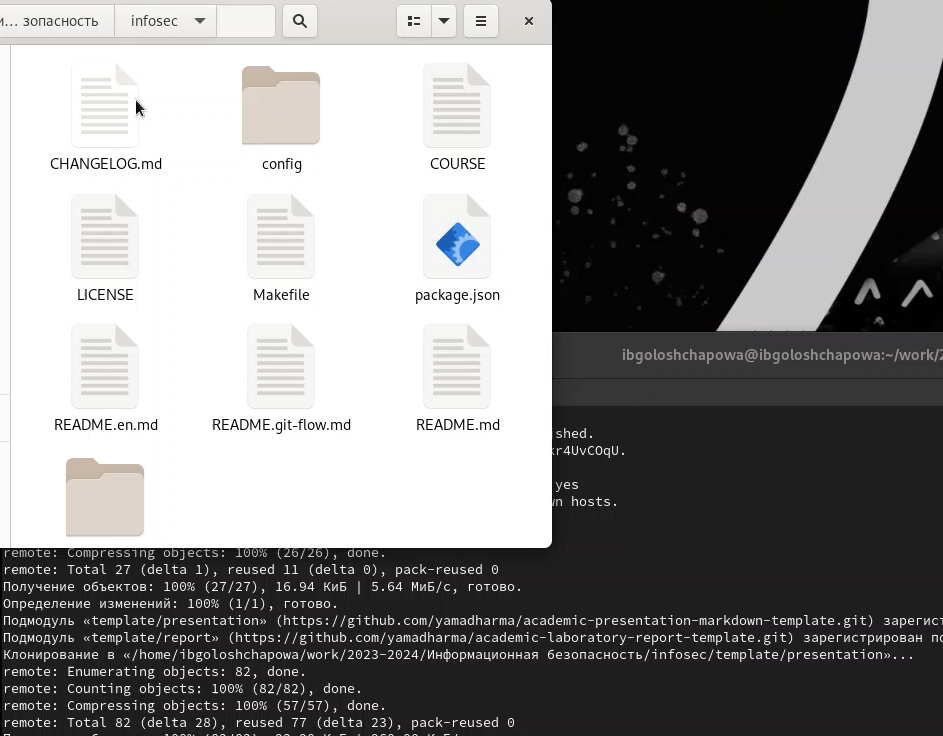 и… зопасность
infosec
CHANGELOG.md
config
COURSE
LICENSE
Makefile
package.json
README.en.md
README.git-flow.md
README.md
ibgoloshchapowa@ibgoloshchapowa:~/work/2
shed.
kr4UvCOqU.
yes
wn hosts.
remote: Compressing objects: 100% (26/26), done.
remote: Total 27 (delta 1), reused 11 (delta 0), pack-reused 0
Получение объектов: 100% (27/27), 16.94 КиБ | 5.64 МиБ/с, готово.
Определение изменений: 100% (1/1), готово.
Подмодуль «template/presentation» (https://github.com/yamadharma/academic-presentation-markdown-template.git) зарегист
Подмодуль «template/report» (https://github.com/yamadharma/academic-laboratory-report-template.git) зарегистрирован по
Клонирование в «/home/ibgoloshchapowa/work/2023-2024/Информационная безопасность/infosec/template/presentation»...
remote: Enumerating objects: 82, done.
remote: Counting objects: 100% (82/82), done.
remote: Compressing objects: 100% (57/57), done.
remote: Total 82 (delta 28), reused 77 (delta 23), pack-reused 0